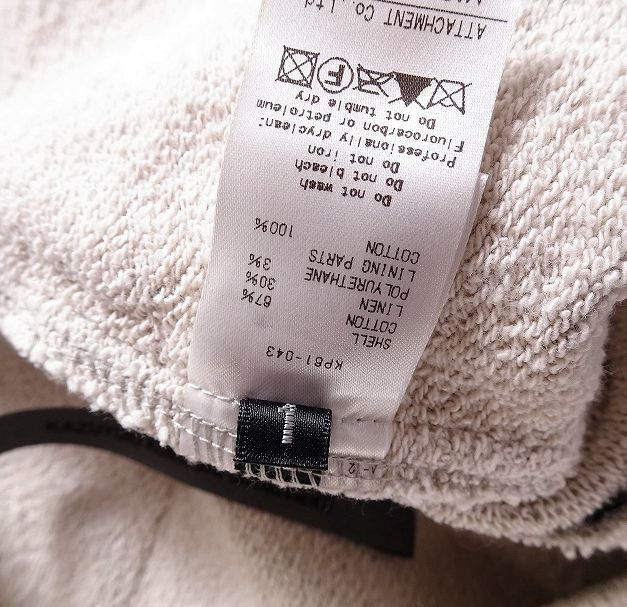 KP61-043
SHELL
COTTON 67%
LINEN 30%
POLYURETHANE 3%
LINING PARTS
COTTON 100%
Do not wash
Do not bleach
Do not iron
Professionally dryclean:
Fluorocarbon or petroleum
Do not tumble dry
F
ATTACHMENT Co.,Ltd